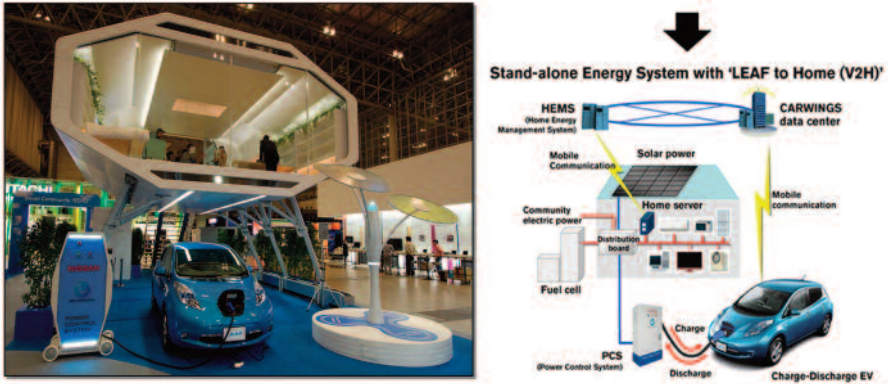 HITACHI
NISSAN
POWER
CONTROL
SYSTEM
Stand-alone Energy System with 'LEAF to Home (V2H)'
HEMS
(Home Energy
Management System)
CARWINGS
data center
Mobile
Communication
Solar power
Home server
Mobile
communication
Community
electric power
Distribution
board
Fuel cell
PCS
(Power Control System)
Charge
Discharge
Charge-Discharge EV